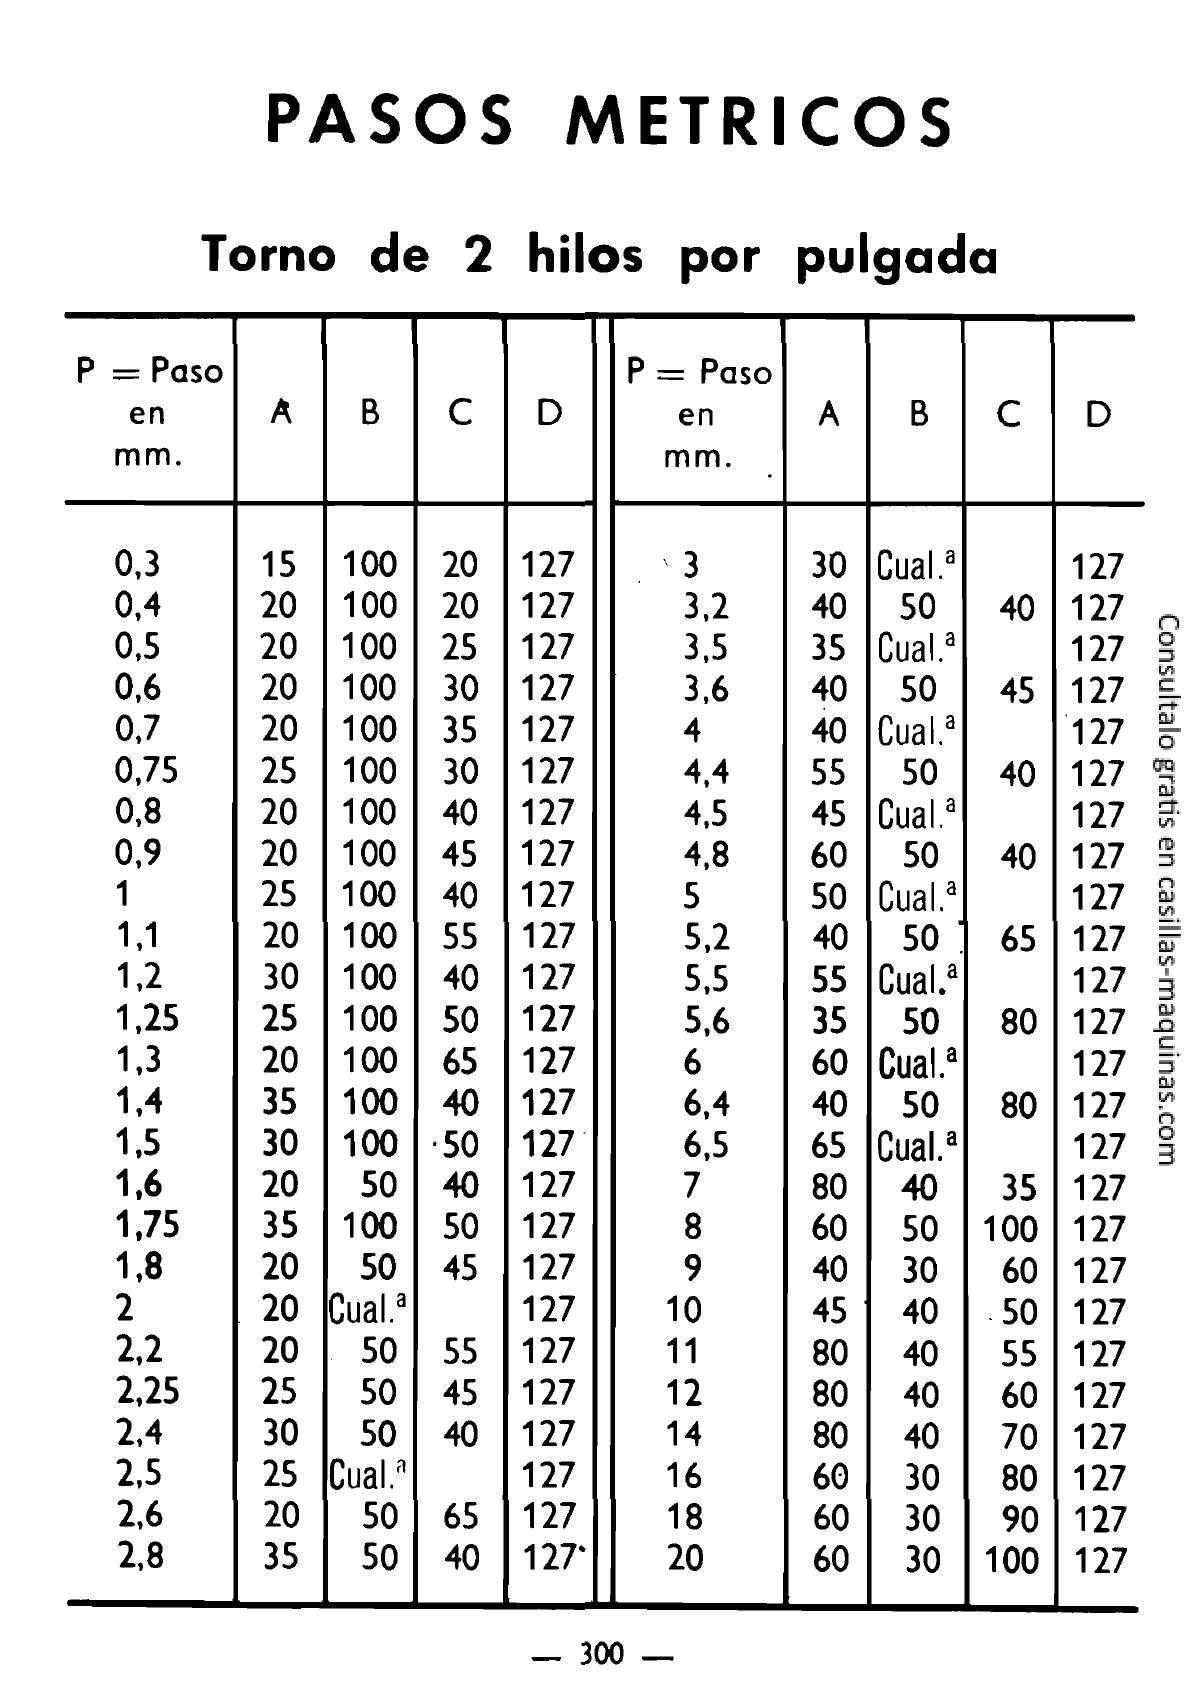 PASOS METRICOS
Torno de 2 hilos por pulgada
P = Paso en mm. A B C D P = Paso en mm. A B C D
0,3 15 100 20 127 3 30 Cual.ª 127
0,4 20 100 20 127 3,2 40 50 40 127
0,5 20 100 25 127 3,5 35 Cual.ª 127
0,6 20 100 30 127 3,6 40 50 45 127
0,7 20 100 35 127 4 40 Cual.ª 127
0,75 25 100 30 127 4,4 55 50 40 127
0,8 20 100 40 127 4,5 45 Cual.ª 127
0,9 20 100 45 127 4,8 60 50 40 127
1 25 100 40 127 5 50 Cual.ª 127
1,1 20 100 55 127 5,2 40 50 65 127
1,2 30 100 40 127 5,5 55 Cual.ª 127
1,25 25 100 50 127 5,6 35 50 80 127
1,3 20 100 65 127 6 60 Cual.ª 127
1,4 35 100 40 127 6,4 40 50 80 127
1,5 30 100 50 127 6,5 65 Cual.ª 127
1,6 20 50 40 127 7 80 40 35 127
1,75 35 100 50 127 8 60 50 100 127
1,8 20 50 45 127 9 40 30 60 127
2 20 Cual.ª 127 10 45 40 50 127
2,2 20 50 55 127 11 80 40 55 127
2,25 25 50 45 127 12 80 40 60 127
2,4 30 50 40 127 14 80 40 70 127
2,5 25 Cual.ª 127 16 60 30 80 127
2,6 20 50 65 127 18 60 30 90 127
2,8 35 50 40 127 20 60 30 100 127
— 300 —
Consultalo gratis en casillas-maquinas.com